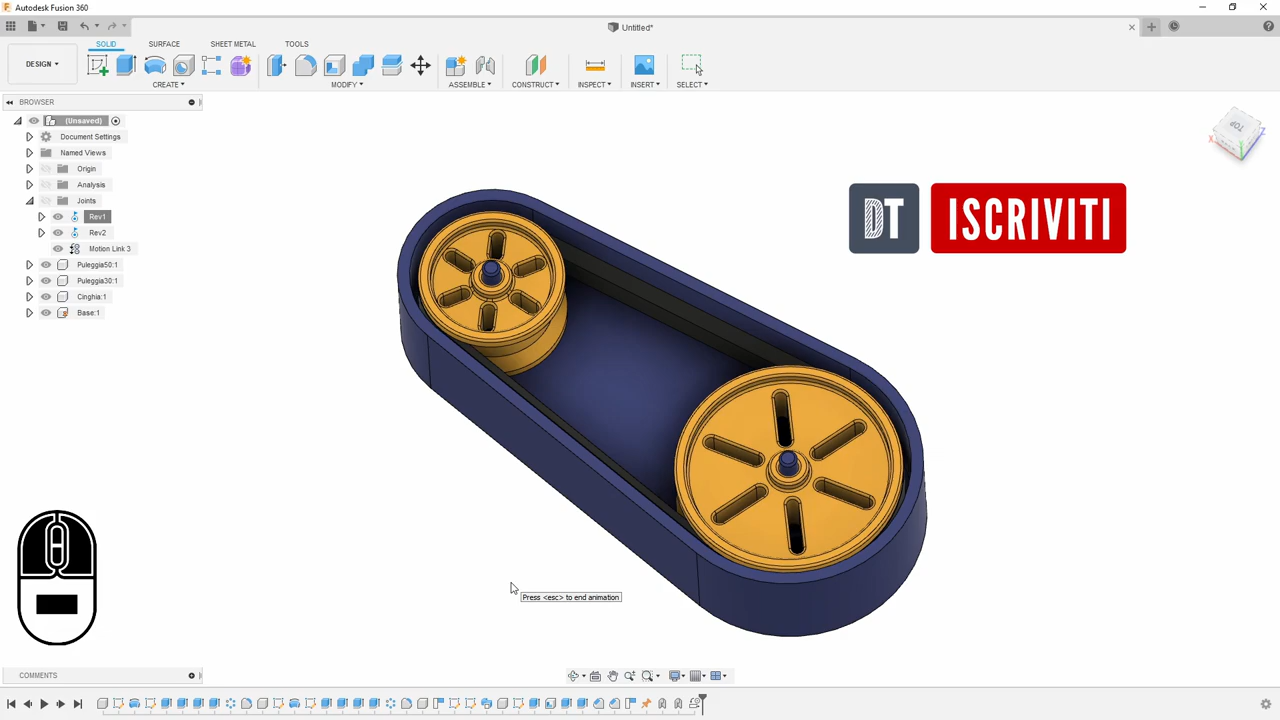 Autodesk Fusion 360
Untitled*
DESIGN
SOLID SURFACE SHEET METAL TOOLS
CREATE MODIFY ASSEMBLE CONSTRUCT INSPECT INSERT SELECT
BROWSER
(Unsaved)
Document Settings
Named Views
Origin
Analysis
Joints
Rev1
Rev2
Motion Link 3
Puleggia50:1
Puleggia30:1
Cinghia:1
Base:1
TOP
X
DT ISCRIVITI
Press <esc> to end animation
COMMENTS